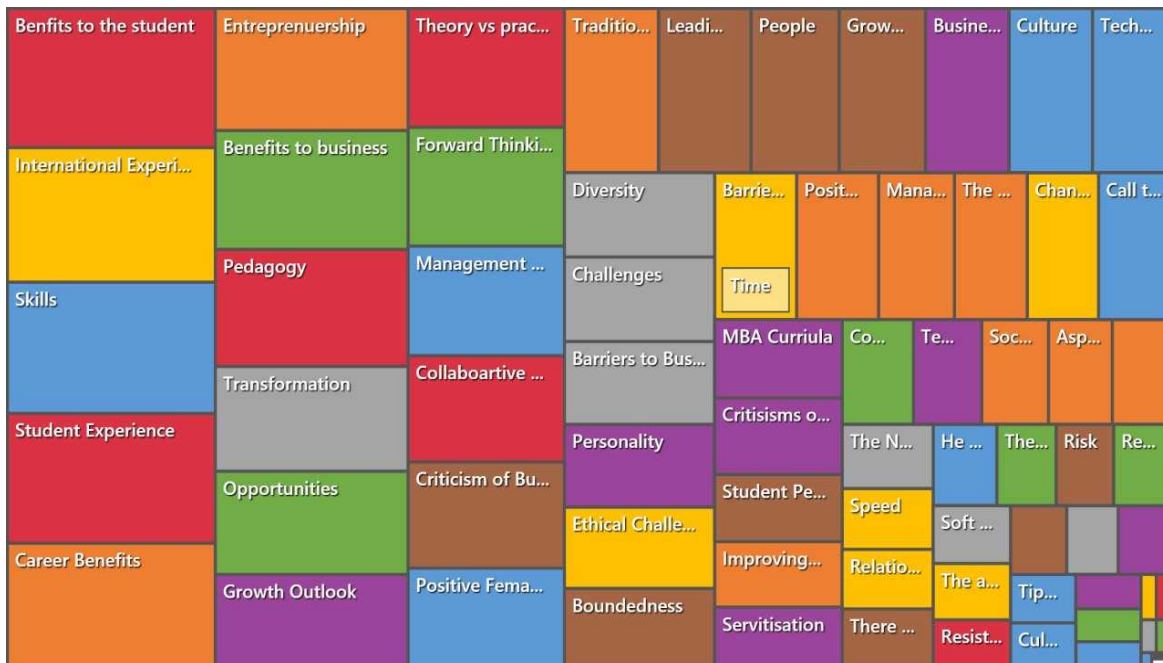 Benfits to the student
International Experi...
Skills
Student Experience
Career Benefits
Entreprenuership
Benefits to business
Pedagogy
Transformation
Opportunities
Growth Outlook
Theory vs prac...
Forward Thinki...
Management ...
Collaboartive ...
Criticism of Bu...
Positive Fema...
Traditio...
Leadi...
People
Grow...
Busine...
Culture
Tech...
Diversity
Challenges
Barriers to Bus...
Personality
Ethical Challe...
Boundedness
Barrie...
Time
Posit...
Mana...
The ...
Chan...
Call t...
MBA Curriula
Critisisms o...
Student Pe...
Improving...
Servitisation
Co...
Te...
Soc...
Asp...
The N...
Speed
Relatio...
There ...
He ...
The...
Risk
Re...
Soft ...
The a...
Resist...
Tip...
Cul...